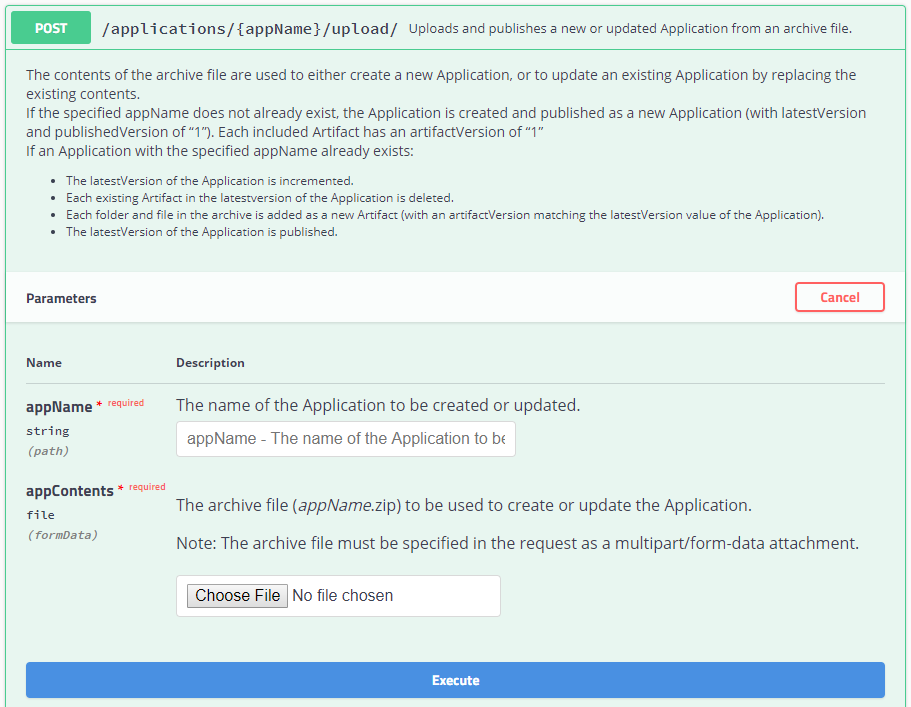 POST /applications/{appName}/upload/ Uploads and publishes a new or updated Application from an archive file.
The contents of the archive file are used to either create a new Application, or to update an existing Application by replacing the
existing contents.
If the specified appName does not already exist, the Application is created and published as a new Application (with latestVersion
and publishedVersion of “1”). Each included Artifact has an artifactVersion of “1”
If an Application with the specified appName already exists:
• The latestVersion of the Application is incremented.
• Each existing Artifact in the latestversion of the Application is deleted.
• Each folder and file in the archive is added as a new Artifact (with an artifactVersion matching the latestVersion value of the Application).
• The latestVersion of the Application is published.
Parameters Cancel
Name Description
appName * required The name of the Application to be created or updated.
string appName - The name of the Application to be
(path)
appContents * required
The archive file (appName.zip) to be used to create or update the Application.
file
(formData)
Note: The archive file must be specified in the request as a multipart/form-data attachment.
Choose File No file chosen
Execute